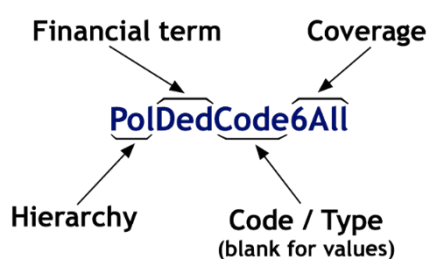 Financial term
Coverage
PolDedCode6All
Hierarchy
Code / Type
(blank for values)